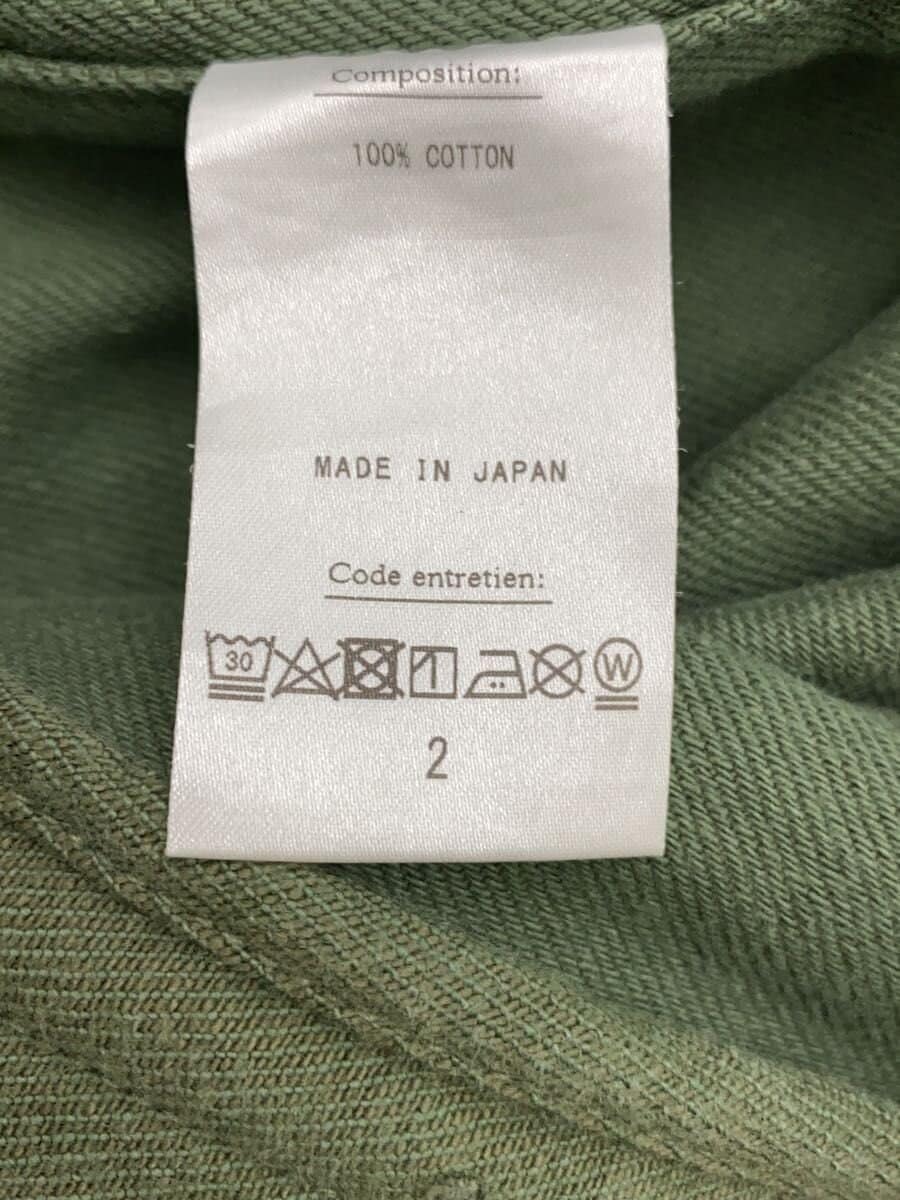 Composition:
100% COTTON
MADE IN JAPAN
Code entretien:
30 W
2